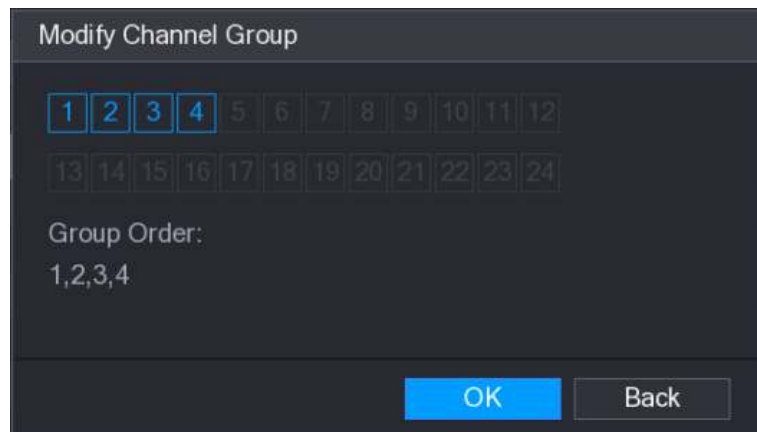 Modify Channel Group
1 2 3 4 5 6 7 8 9 10 11 12
13 14 15 16 17 18 19 20 21 22 23 24
Group Order:
1,2,3,4
OK Back